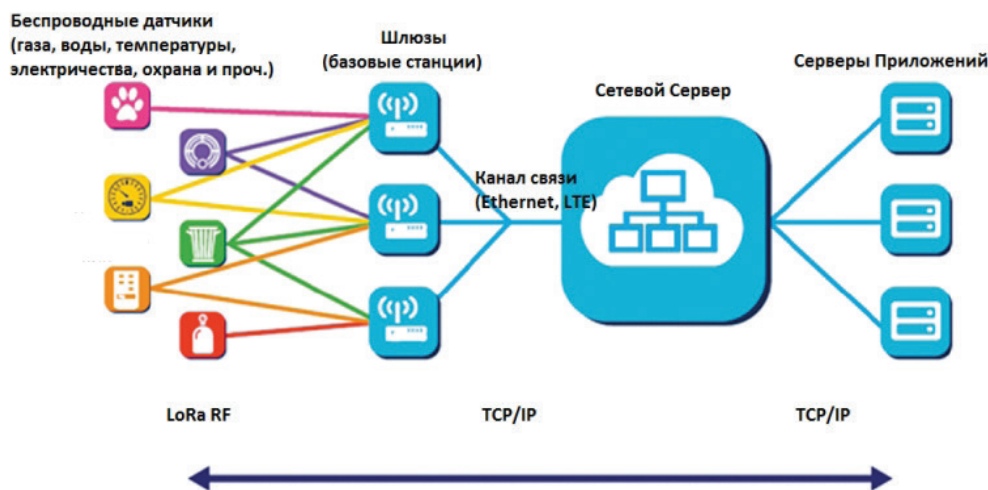 Беспроводные датчики
(газа, воды, температуры,
электричества, охрана и проч.)
Шлюзы
(базовые станции)
Сетевой Сервер
Серверы Приложений
Канал связи
(Ethernet, LTE)
LoRa RF
TCP/IP
TCP/IP